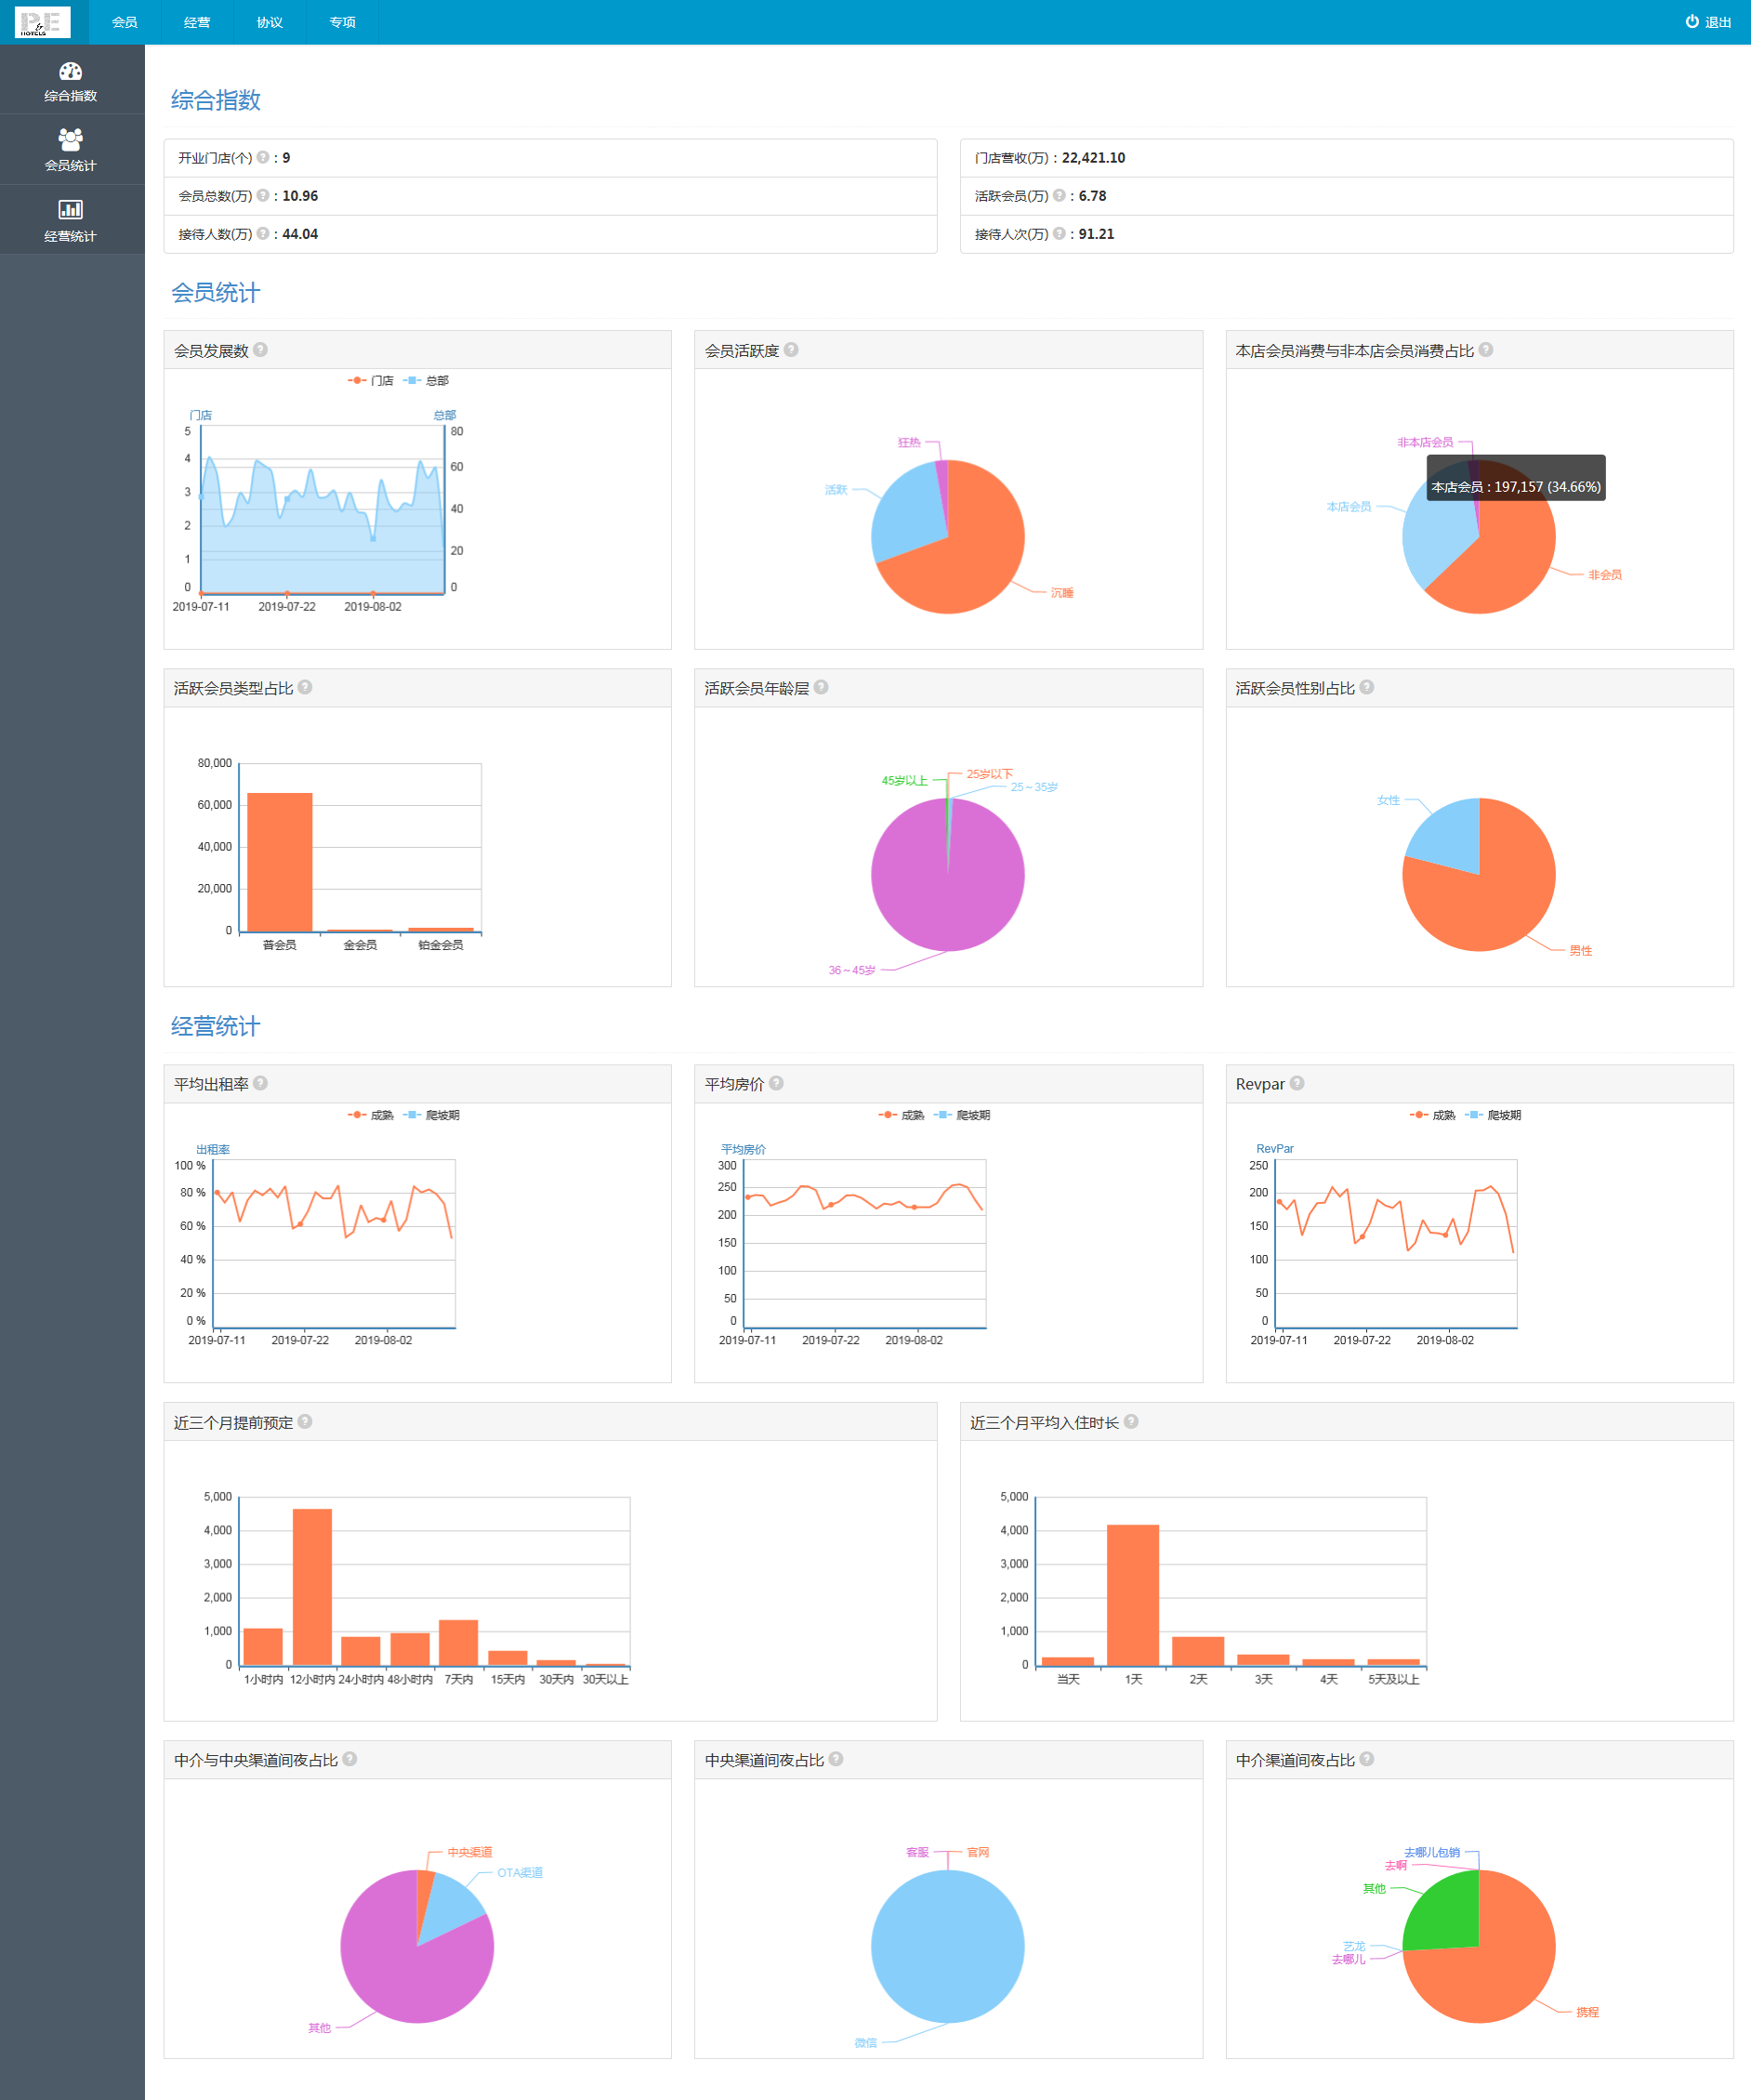 P&E
HOTELS
会员 经营 协议 专项 退出
综合指数
会员统计
经营统计
综合指数
开业门店(个) ? : 9
门店营收(万) : 22,421.10
会员总数(万) ? : 10.96
活跃会员(万) ? : 6.78
接待人数(万) ? : 44.04
接待人次(万) ? : 91.21
会员统计
会员发展数 ?
门店 总部
门店 总部
5
4
3
2
1
0
80
60
40
20
0
2019-07-11 2019-07-22 2019-08-02
会员活跃度 ?
狂热
活跃
沉睡
本店会员消费与非本店会员消费占比 ?
非本店会员
本店会员 : 197,157 (34.66%)
本店会员
非会员
活跃会员类型占比 ?
80,000
60,000
40,000
20,000
0
普会员 金会员 铂金会员
活跃会员年龄层 ?
25岁以下
45岁以上
25～35岁
36～45岁
活跃会员性别占比 ?
女性
男性
经营统计
平均出租率 ?
成熟 爬坡期
出租率
100 %
80 %
60 %
40 %
20 %
0 %
2019-07-11 2019-07-22 2019-08-02
平均房价 ?
成熟 爬坡期
平均房价
300
250
200
150
100
50
0
2019-07-11 2019-07-22 2019-08-02
Revpar ?
成熟 爬坡期
RevPar
250
200
150
100
50
0
2019-07-11 2019-07-22 2019-08-02
近三个月提前预定 ?
5,000
4,000
3,000
2,000
1,000
0
1小时内 12小时内 24小时内 48小时内 7天内 15天内 30天内 30天以上
近三个月平均入住时长 ?
5,000
4,000
3,000
2,000
1,000
0
当天 1天 2天 3天 4天 5天及以上
中介与中央渠道间夜占比 ?
中央渠道
OTA渠道
其他
中央渠道间夜占比 ?
客服 官网
微信
中介渠道间夜占比 ?
去哪儿包销
去啊
其他
艺龙
去哪儿
携程